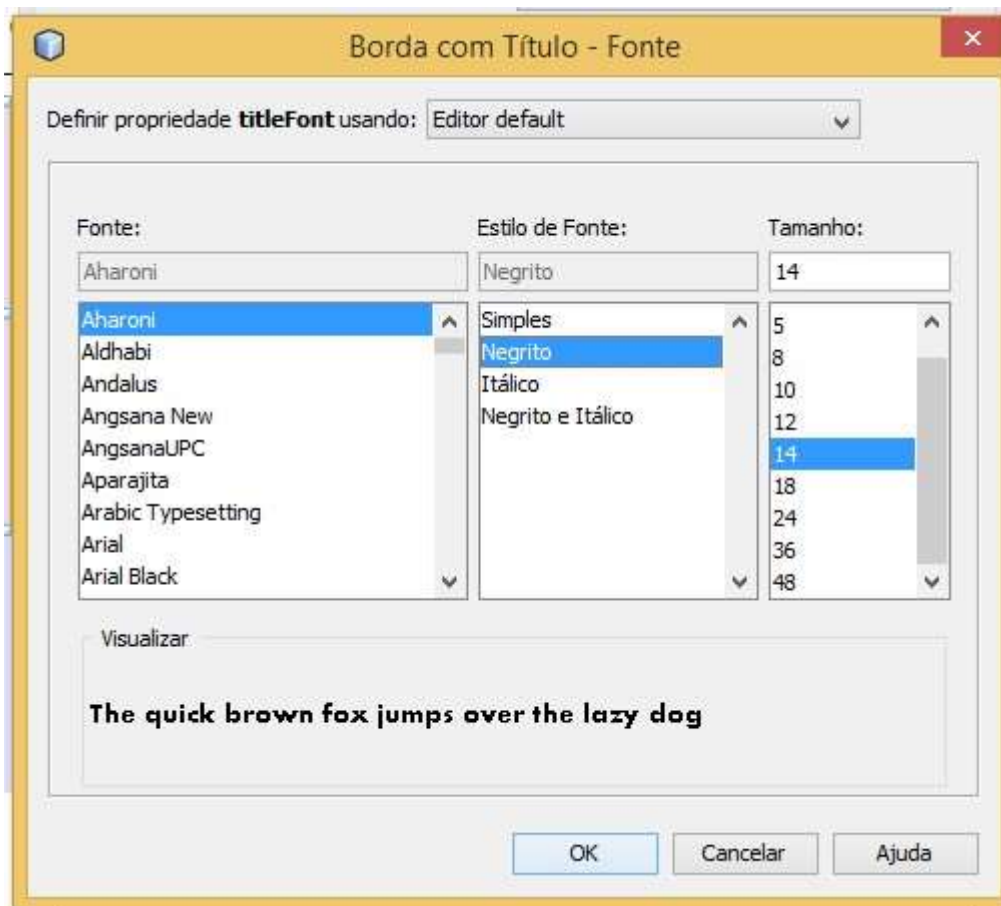 Borda com Título - Fonte
Definir propriedade titleFont usando: Editor default
Fonte: Estilo de Fonte: Tamanho:
Aharoni Negrito 14
Aharoni Simples 5
Aldhabi Negrito 8
Andalus Itálico 10
Angsana New Negrito e Itálico 12
AngsanaUPC 14
Aparajita 18
Arabic Typesetting 24
Arial 36
Arial Black 48
Visualizar
The quick brown fox jumps over the lazy dog
OK Cancelar Ajuda